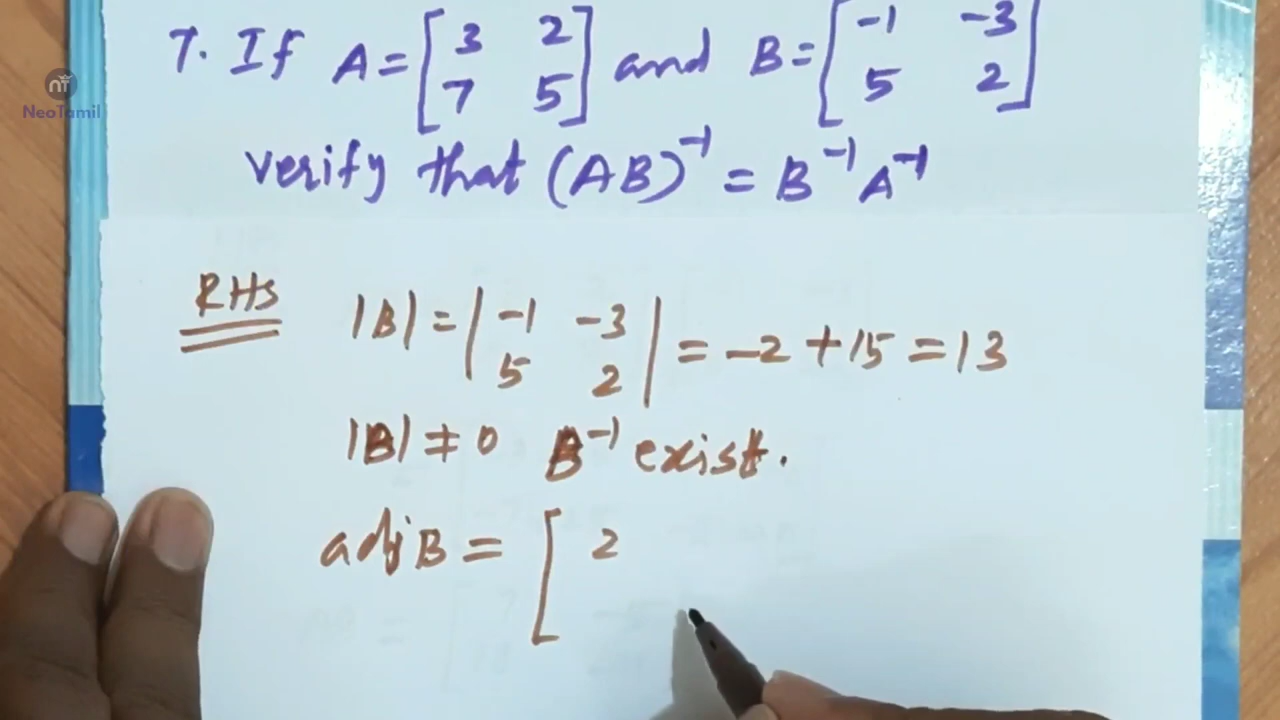 7. If A = [3 2 7 5] and B = [-1 -3 5 2]
verify that (AB)⁻¹ = B⁻¹ A⁻¹
NeoTamil
RHS |B| = |-1 -3 5 2| = -2 + 15 = 13
|B| ≠ 0 B⁻¹ exist.
adj B = [ 2